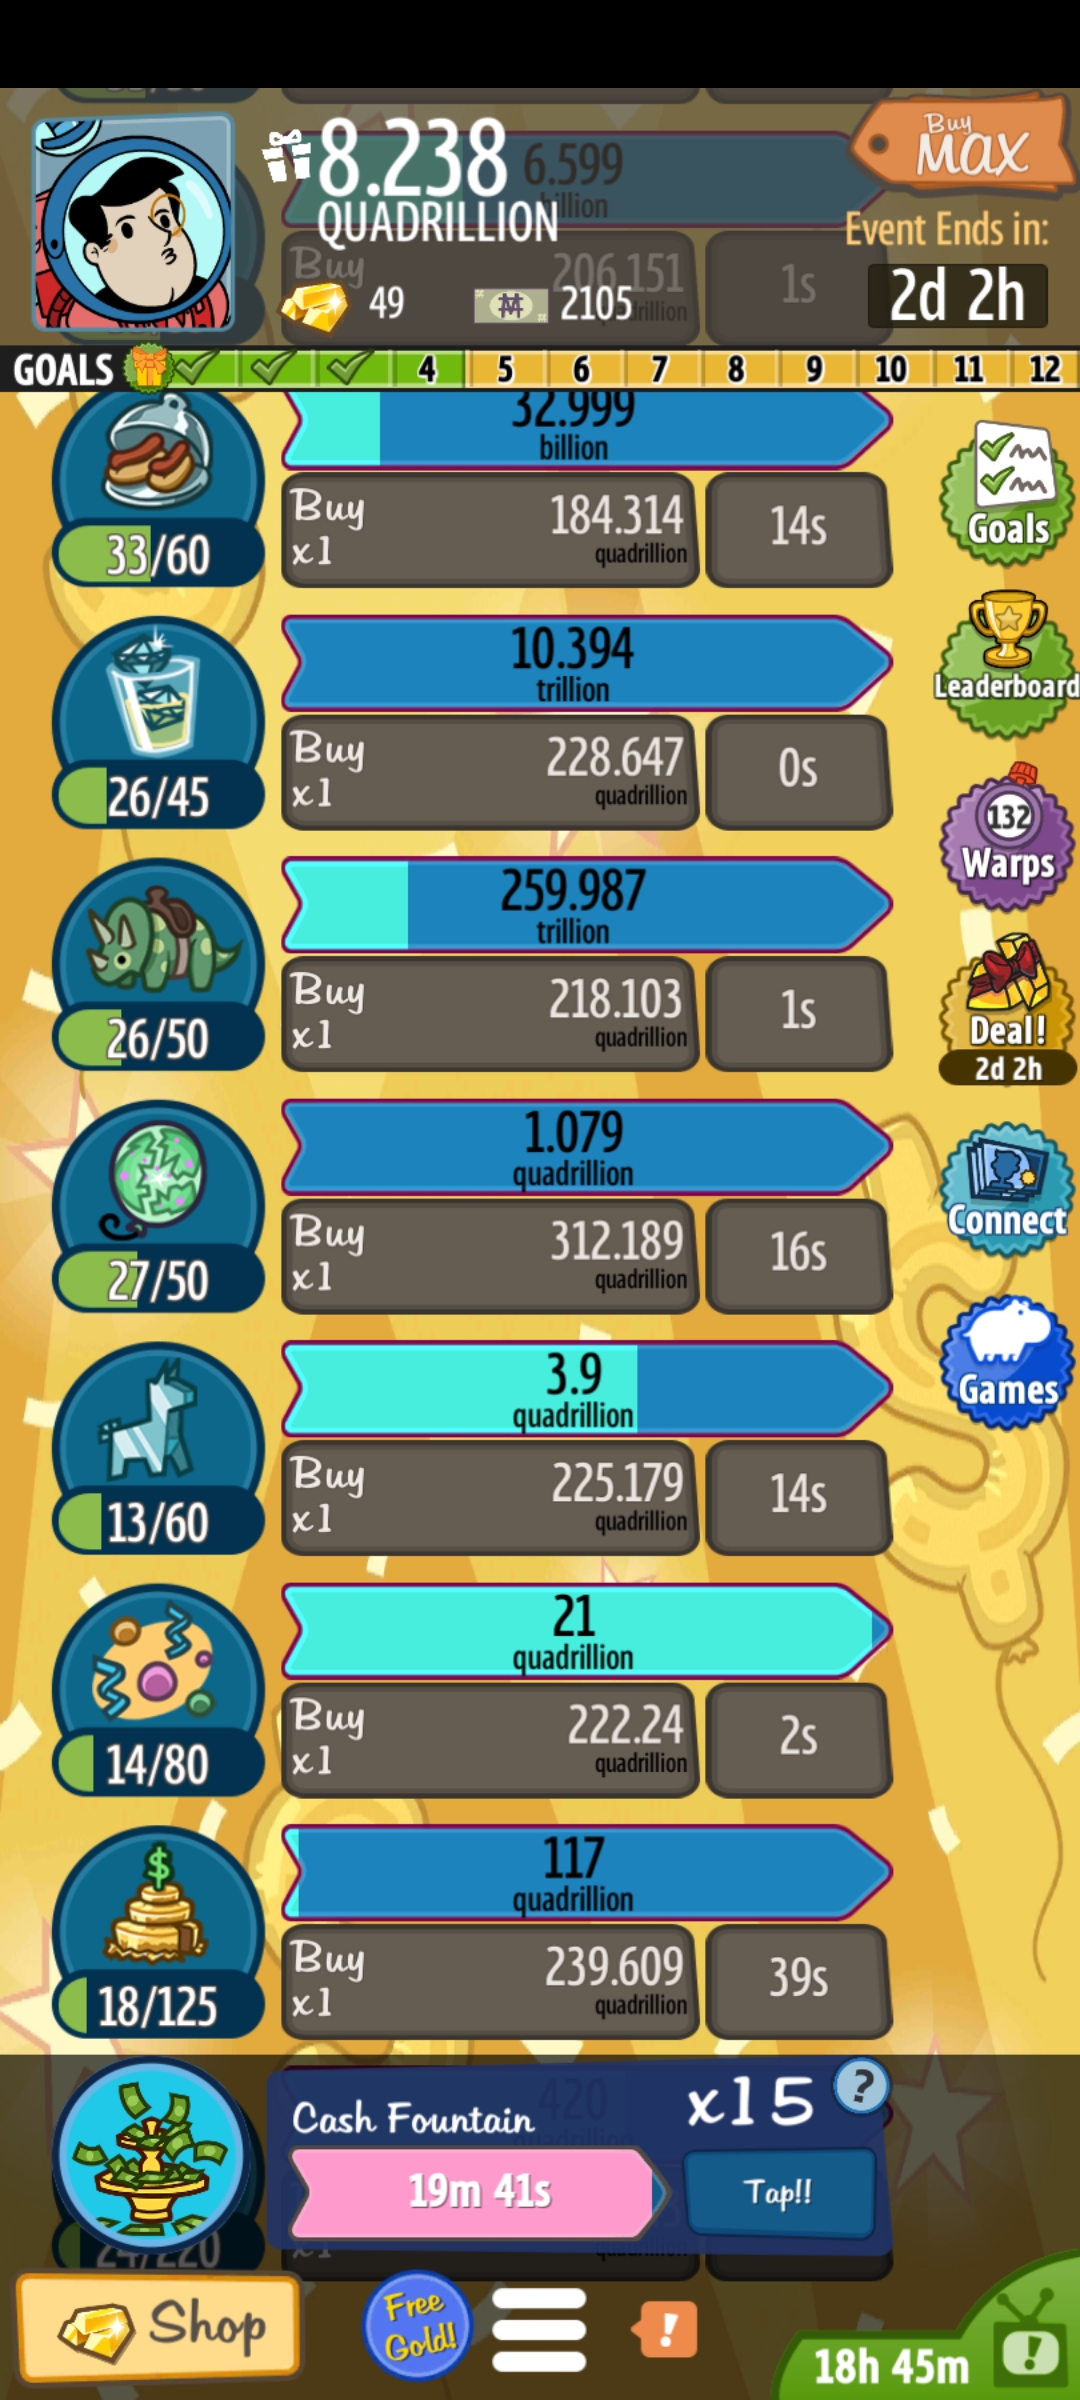 8.238
QUADRILLION
6.599
billion
Buy
MAX
Event Ends in:
2d 2h
Buy
206.151
1s
49
2105
GOALS
4
5
6
7
8
9
10
11
12
32.999
billion
33/60
Buy
x1
184.314
quadrillion
14s
Goals
10.394
trillion
26/45
Buy
x1
228.647
quadrillion
0s
Leaderboard
132
Warps
259.987
trillion
26/50
Buy
x1
218.103
quadrillion
1s
Deal!
2d 2h
1.079
quadrillion
27/50
Buy
x1
312.189
quadrillion
16s
Connect
3.9
quadrillion
13/60
Buy
x1
225.179
quadrillion
14s
Games
21
quadrillion
14/80
Buy
x1
222.24
quadrillion
2s
$
117
quadrillion
18/125
Buy
x1
239.609
quadrillion
39s
420
Cash Fountain
x15
?
19m 41s
Tap!!
24/220
x1
Shop
Free
Gold!
!
18h 45m
!